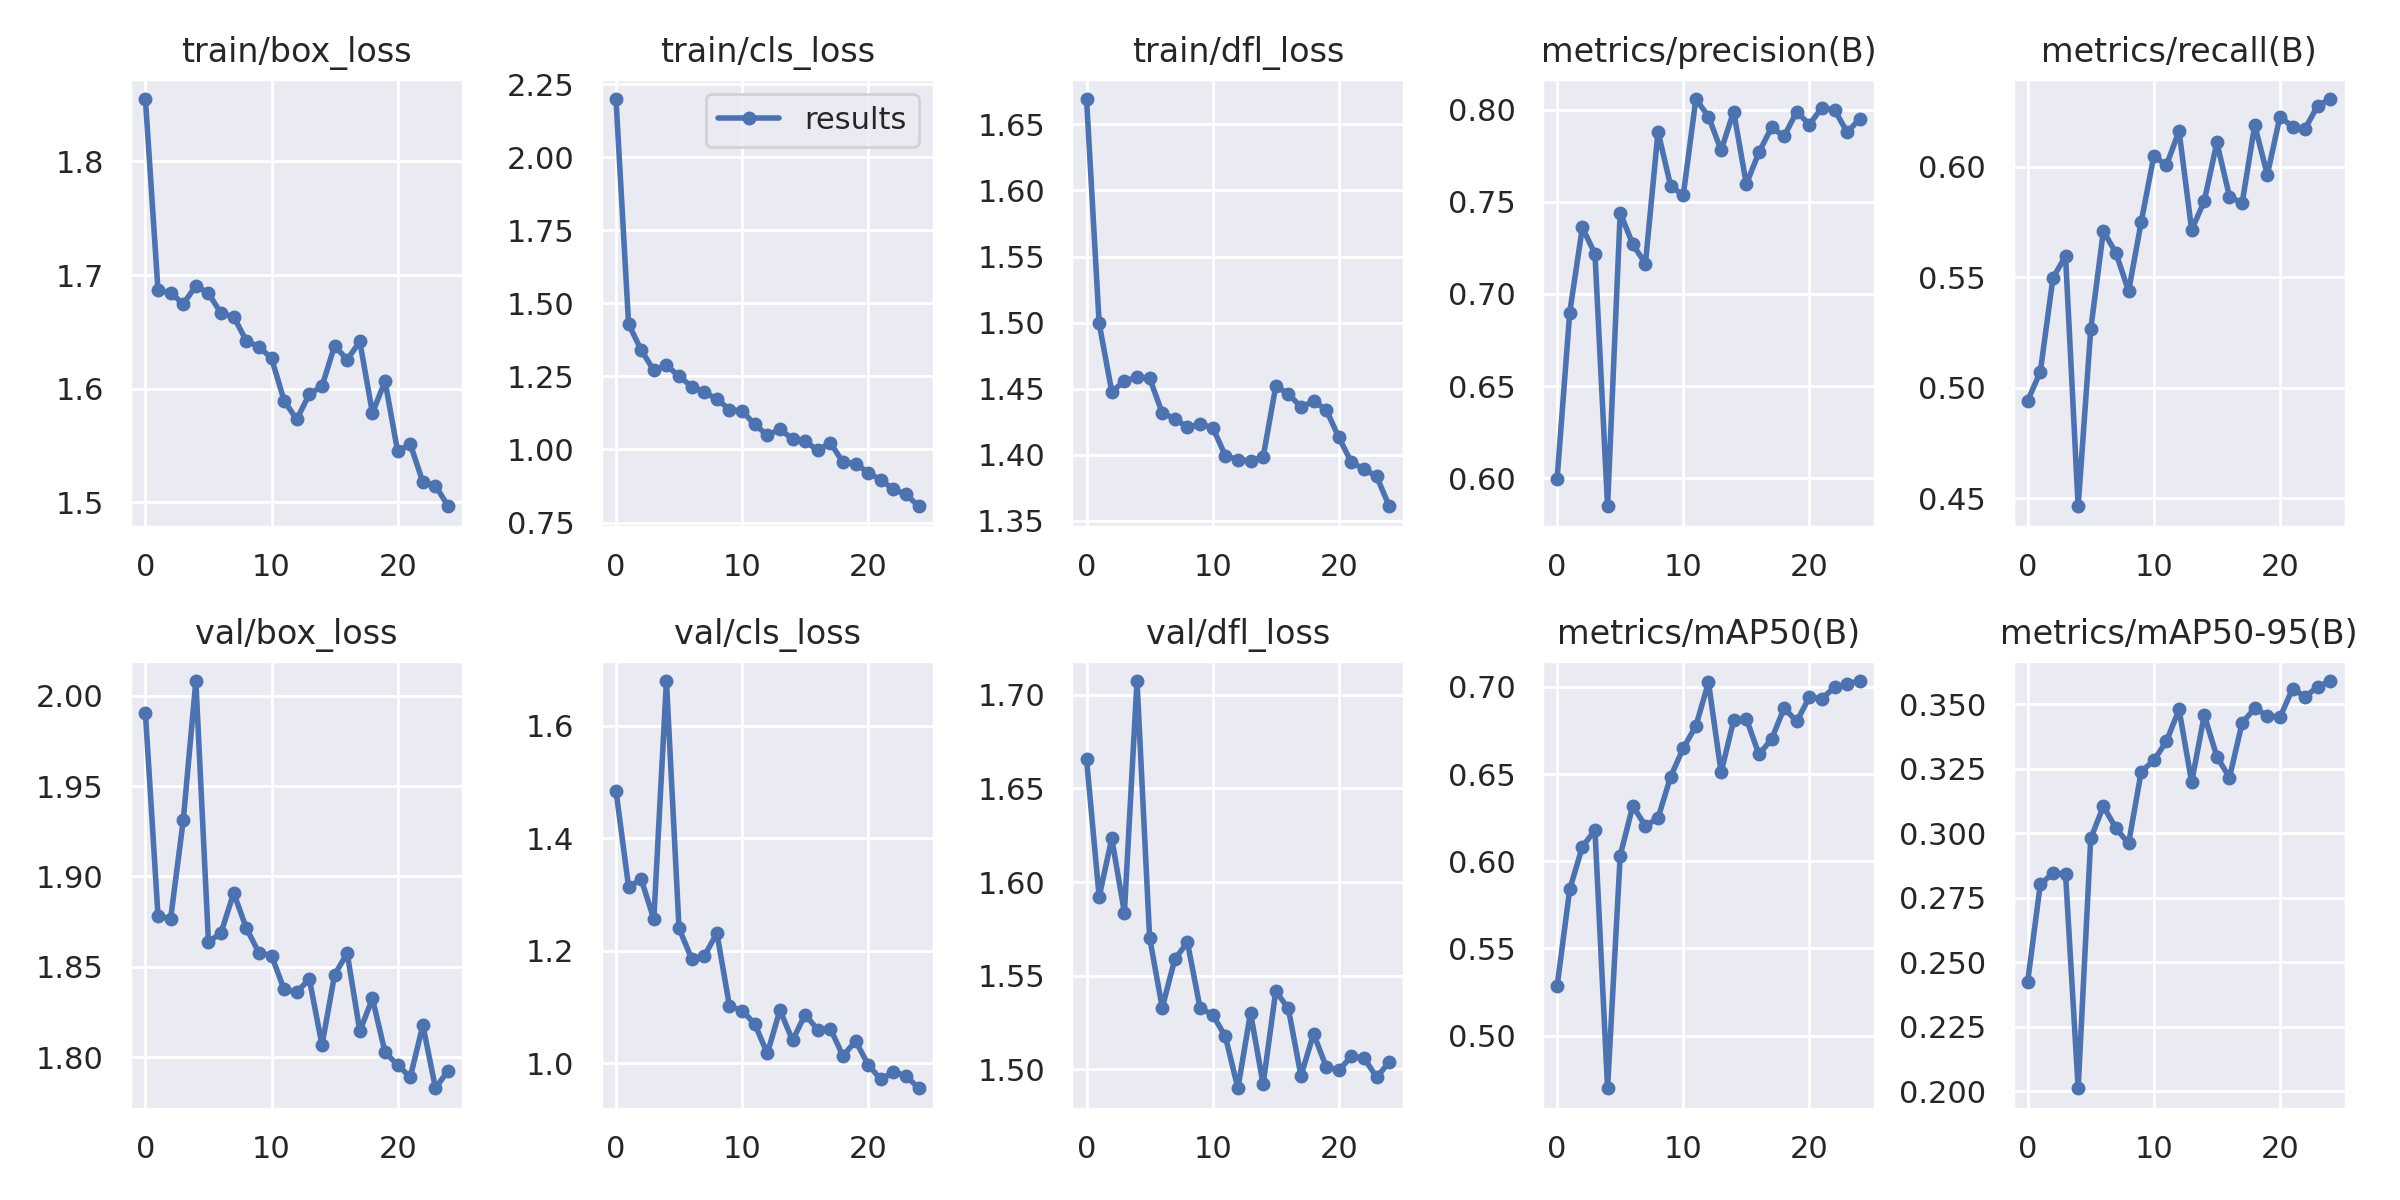 train/box_loss
1.8
1.7
1.6
1.5
0 10 20
train/cls_loss
results
2.25
2.00
1.75
1.50
1.25
1.00
0.75
0 10 20
train/dfl_loss
1.65
1.60
1.55
1.50
1.45
1.40
1.35
0 10 20
metrics/precision(B)
0.80
0.75
0.70
0.65
0.60
0 10 20
metrics/recall(B)
0.60
0.55
0.50
0.45
0 10 20
val/box_loss
2.00
1.95
1.90
1.85
1.80
0 10 20
val/cls_loss
1.6
1.4
1.2
1.0
0 10 20
val/dfl_loss
1.70
1.65
1.60
1.55
1.50
0 10 20
metrics/mAP50(B)
0.70
0.65
0.60
0.55
0.50
0 10 20
metrics/mAP50-95(B)
0.350
0.325
0.300
0.275
0.250
0.225
0.200
0 10 20